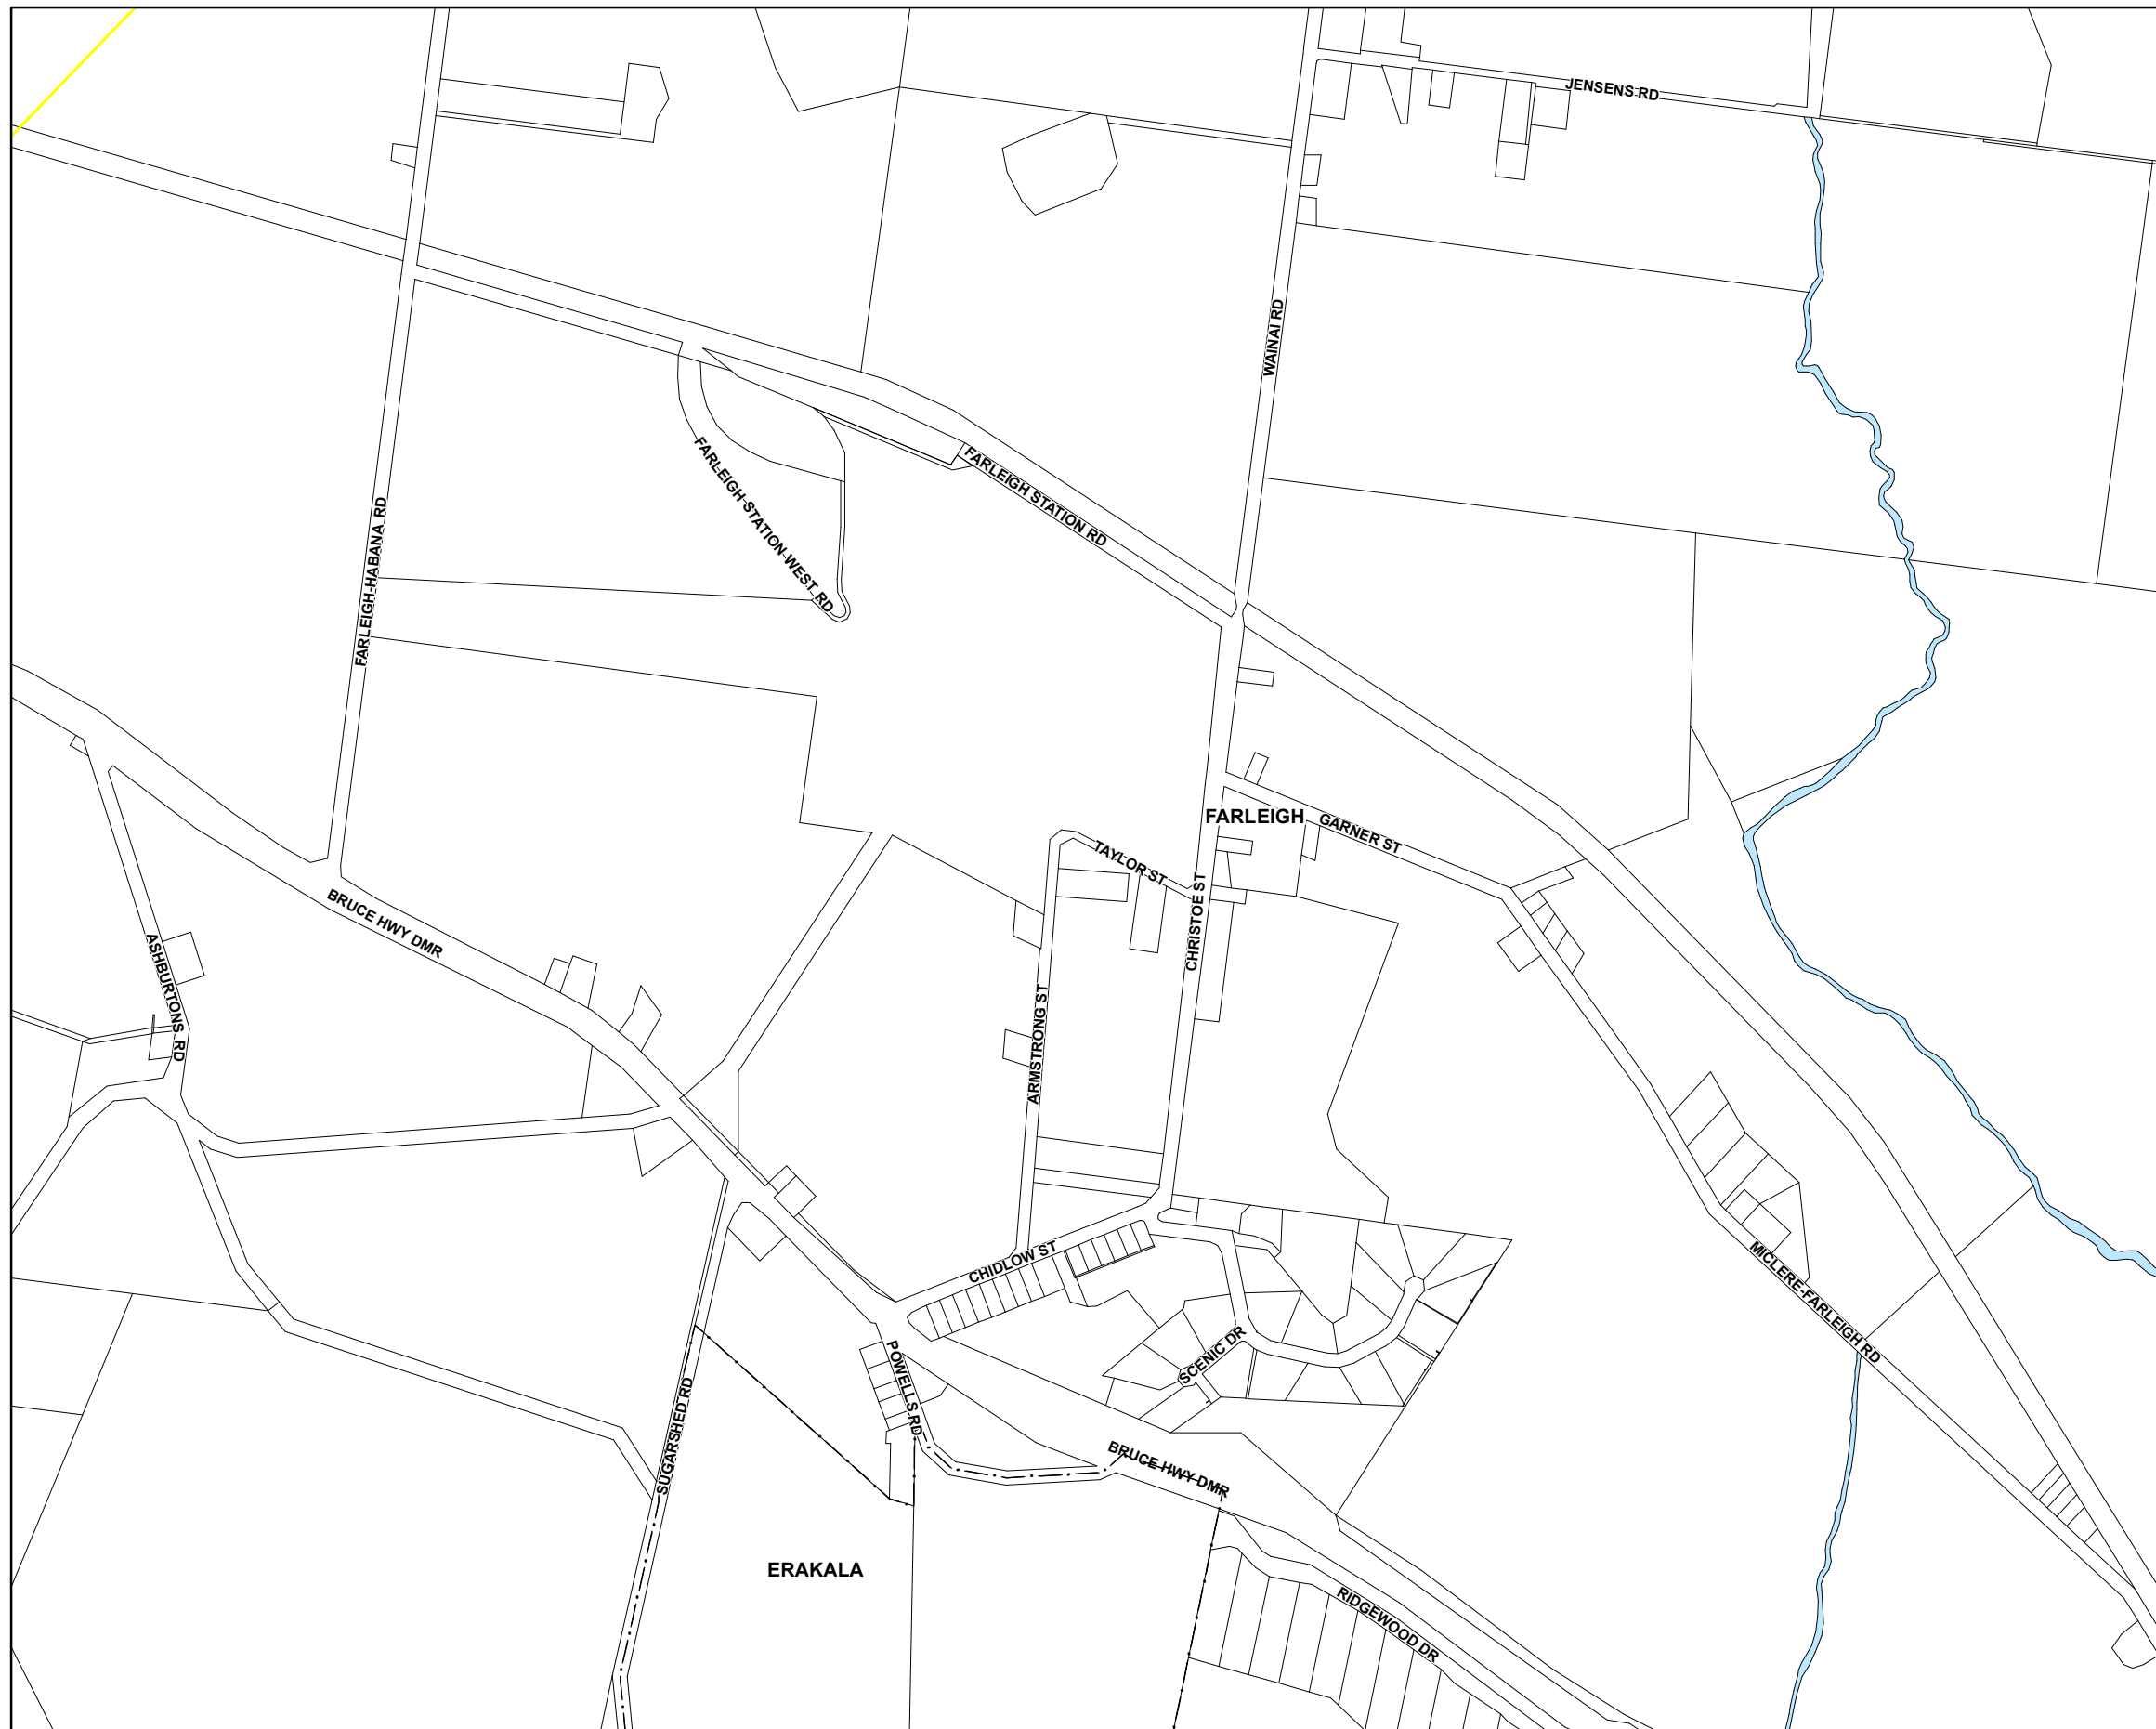 JENSENS RD
WAINAI RD
FARLEIGH STATION RD
FARLEIGH-STATION-WEST RD
FARLEIGH-HABANA RD
FARLEIGH
GARNER ST
TAYLOR ST
CHRISTOE ST
BRUCE HWY DMR
ASHBURTONS RD
ARMSTRONG ST
CHIDLOW ST
MICLERE-FARLEIGH RD
SCENIC DR
POWELLS RD
SUGARSHED RD
BRUCE HWY DMR
ERAKALA
RIDGEWOOD DR